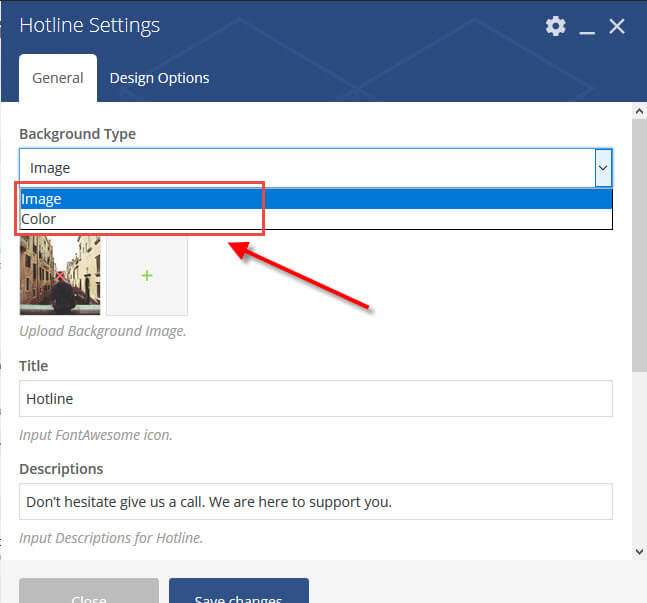 Hotline Settings
General Design Options
Background Type
Image
Image
Color
Upload Background Image.
Title
Hotline
Input FontAwesome icon.
Descriptions
Don't hesitate give us a call. We are here to support you.
Input Descriptions for Hotline.
Close Save changes